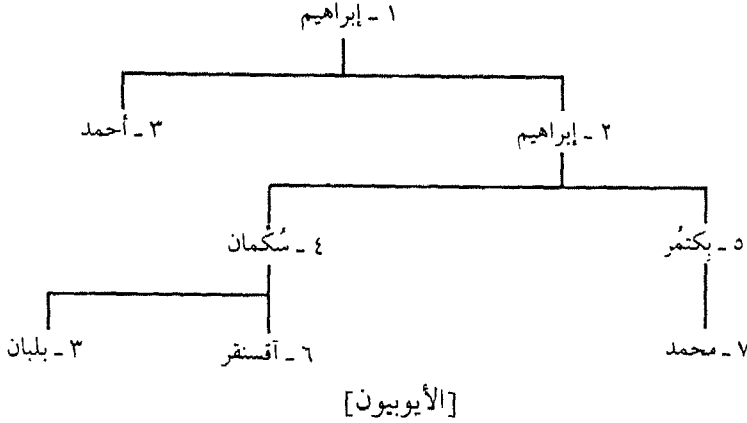 ١ - إبراهيم
٢ - إبراهيم
٣ - أحمد
٥ - بِكتمُر
٤ - سُكمان
٧ - محمد
٦ - آقسنقر
٣ - بلبان
[الأيوبيون]